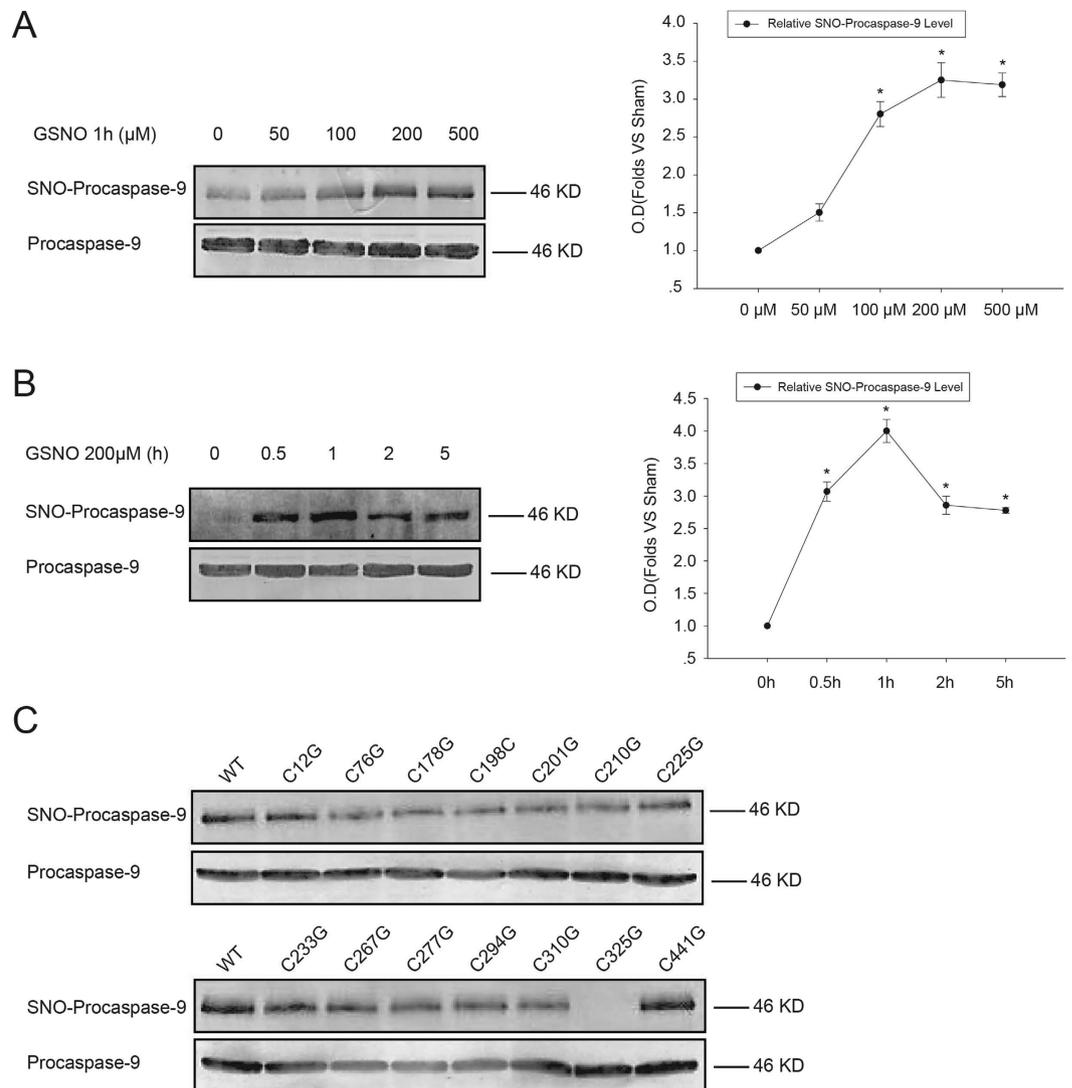 A
GSNO 1h (µM) 0 50 100 200 500
SNO-Procaspase-9 46 KD
Procaspase-9 46 KD
Relative SNO-Procaspase-9 Level
O.D(Folds VS Sham)
4.0
3.5
3.0
2.5
2.0
1.5
1.0
.5
* * *
0 µM 50 µM 100 µM 200 µM 500 µM
B
GSNO 200µM (h) 0 0.5 1 2 5
SNO-Procaspase-9 46 KD
Procaspase-9 46 KD
Relative SNO-Procaspase-9 Level
O.D(Folds VS Sham)
4.5
4.0
3.5
3.0
2.5
2.0
1.5
1.0
.5
* * * *
0h 0.5h 1h 2h 5h
C
WT C12G C76G C178G C198C C201G C210G C225G
SNO-Procaspase-9 46 KD
Procaspase-9 46 KD
WT C233G C267G C277G C294G C310G C325G C441G
SNO-Procaspase-9 46 KD
Procaspase-9 46 KD